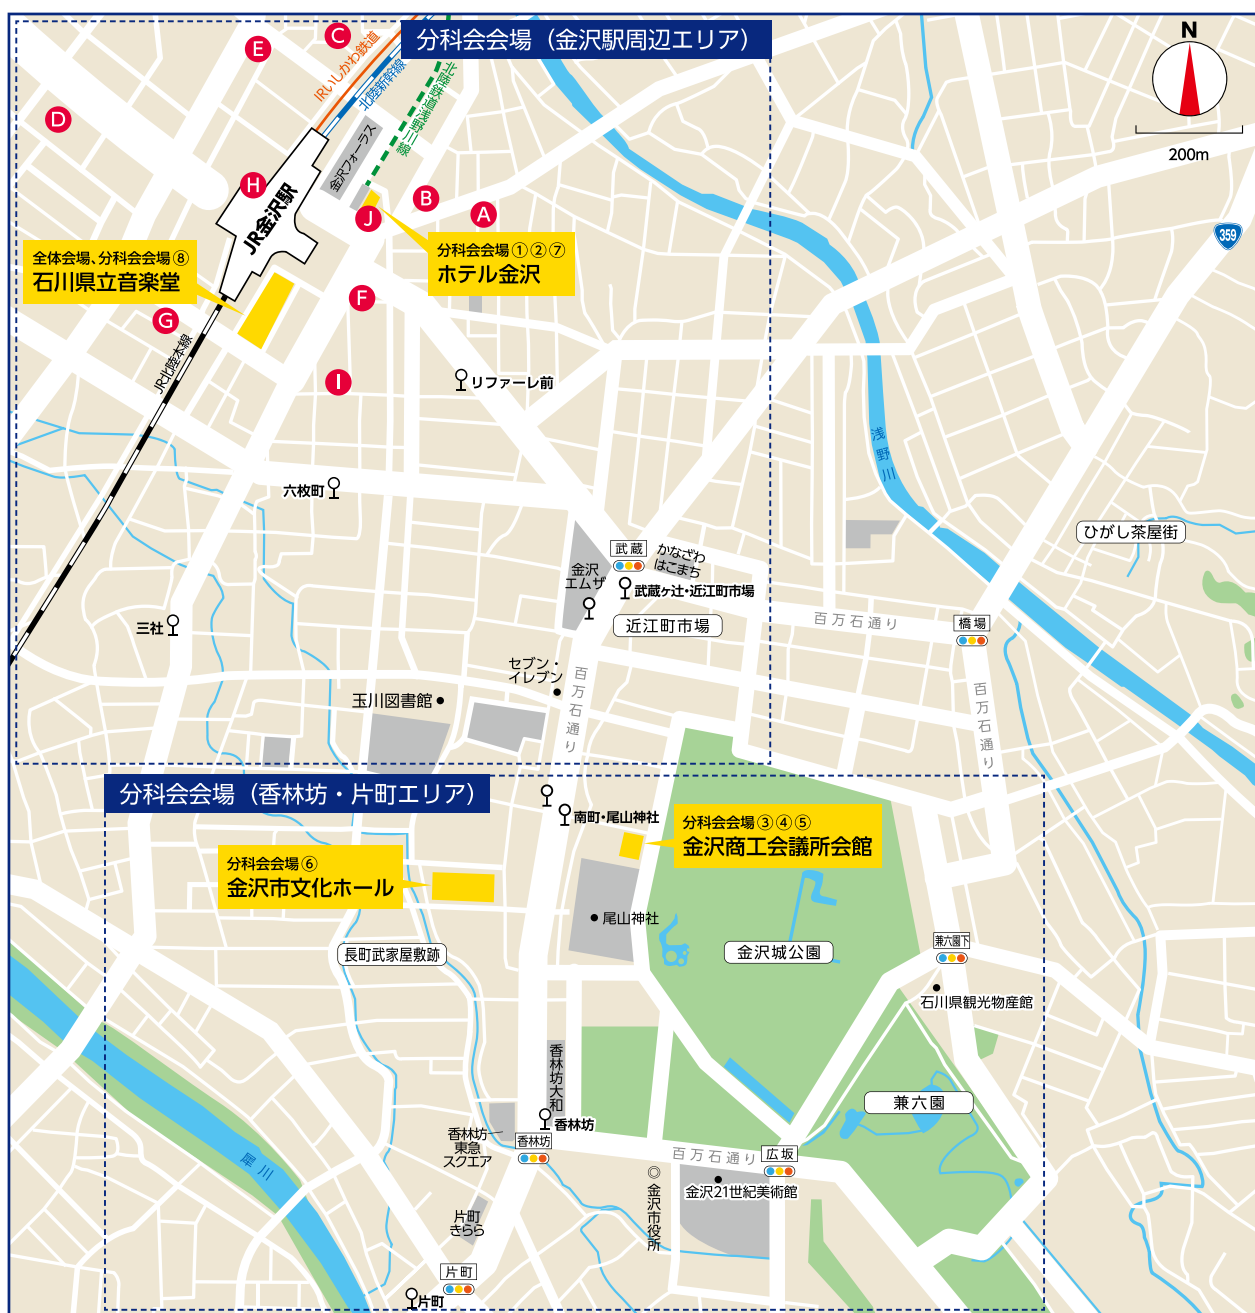 分科会会場（金沢駅周辺エリア）
N
200m
359
C
E
D
H
B
A
J
F
G
I
IRいしかわ鉄道
北陸新幹線
北陸鉄道浅野川線
金沢フォーラス
JR金沢駅
全体会場、分科会会場⑧
石川県立音楽堂
分科会会場①②⑦
ホテル金沢
JR北陸本線
リファーレ前
六枚町
浅野川
ひがし茶屋街
武蔵
かなざわ
はこまち
金沢
エムザ
武蔵ヶ辻・近江町市場
近江町市場
三社
百万石通り
橋場
セブン・
イレブン
玉川図書館
百万石通り
百万石通り
分科会会場（香林坊・片町エリア）
南町・尾山神社
分科会会場③④⑤
金沢商工会議所会館
分科会会場⑥
金沢市文化ホール
尾山神社
長町武家屋敷跡
金沢城公園
兼六園下
石川県観光物産館
香林坊大和
兼六園
香林坊
香林坊
東急
スクエア
香林坊
百万石通り
広坂
犀川
金沢21世紀美術館
◎金沢市役所
片町
きらら
片町
片町